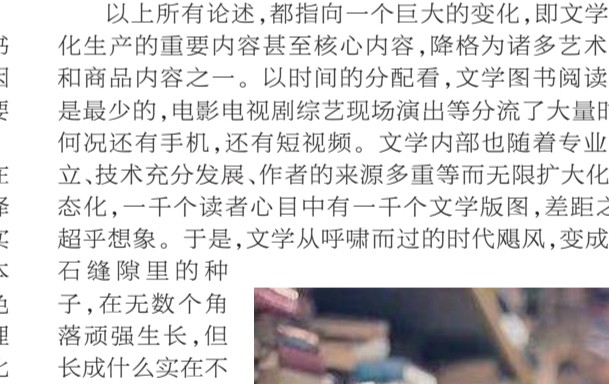 以上所有论述,都指向一个巨大的变化,即文学
化生产的重要内容甚至核心内容,降格为诸多艺术
和商品内容之一。以时间的分配看,文学图书阅读
是最少的,电影电视剧综艺现场演出等分流了大量
何况还有手机,还有短视频。文学内部也随着专业
立、技术充分发展、作者的来源多重等而无限扩大化
态化,一千个读者心目中有一千个文学版图,差距之
超乎想象。于是,文学从呼啸而过的时代飓风,变成
石缝隙里的种
子,在无数个角
落顽强生长,但
长成什么实在不